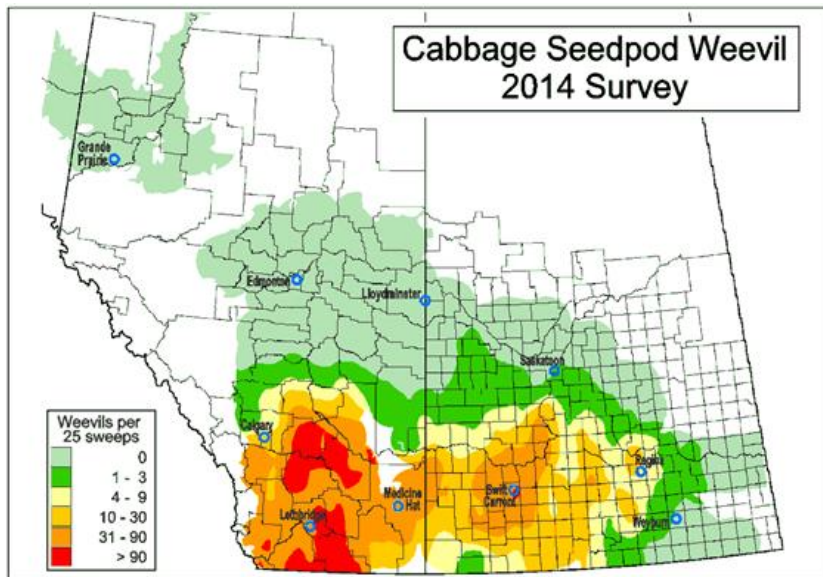 Cabbage Seedpod Weevil
2014 Survey
Grande
Prairie
Edmonton
Lloydminster
Saskatoon
Calgary
Regina
Medicine
Hat
Swift
Current
Lethbridge
Weyburn
Weevils per
25 sweeps
0
1 - 3
4 - 9
10 - 30
31 - 90
> 90